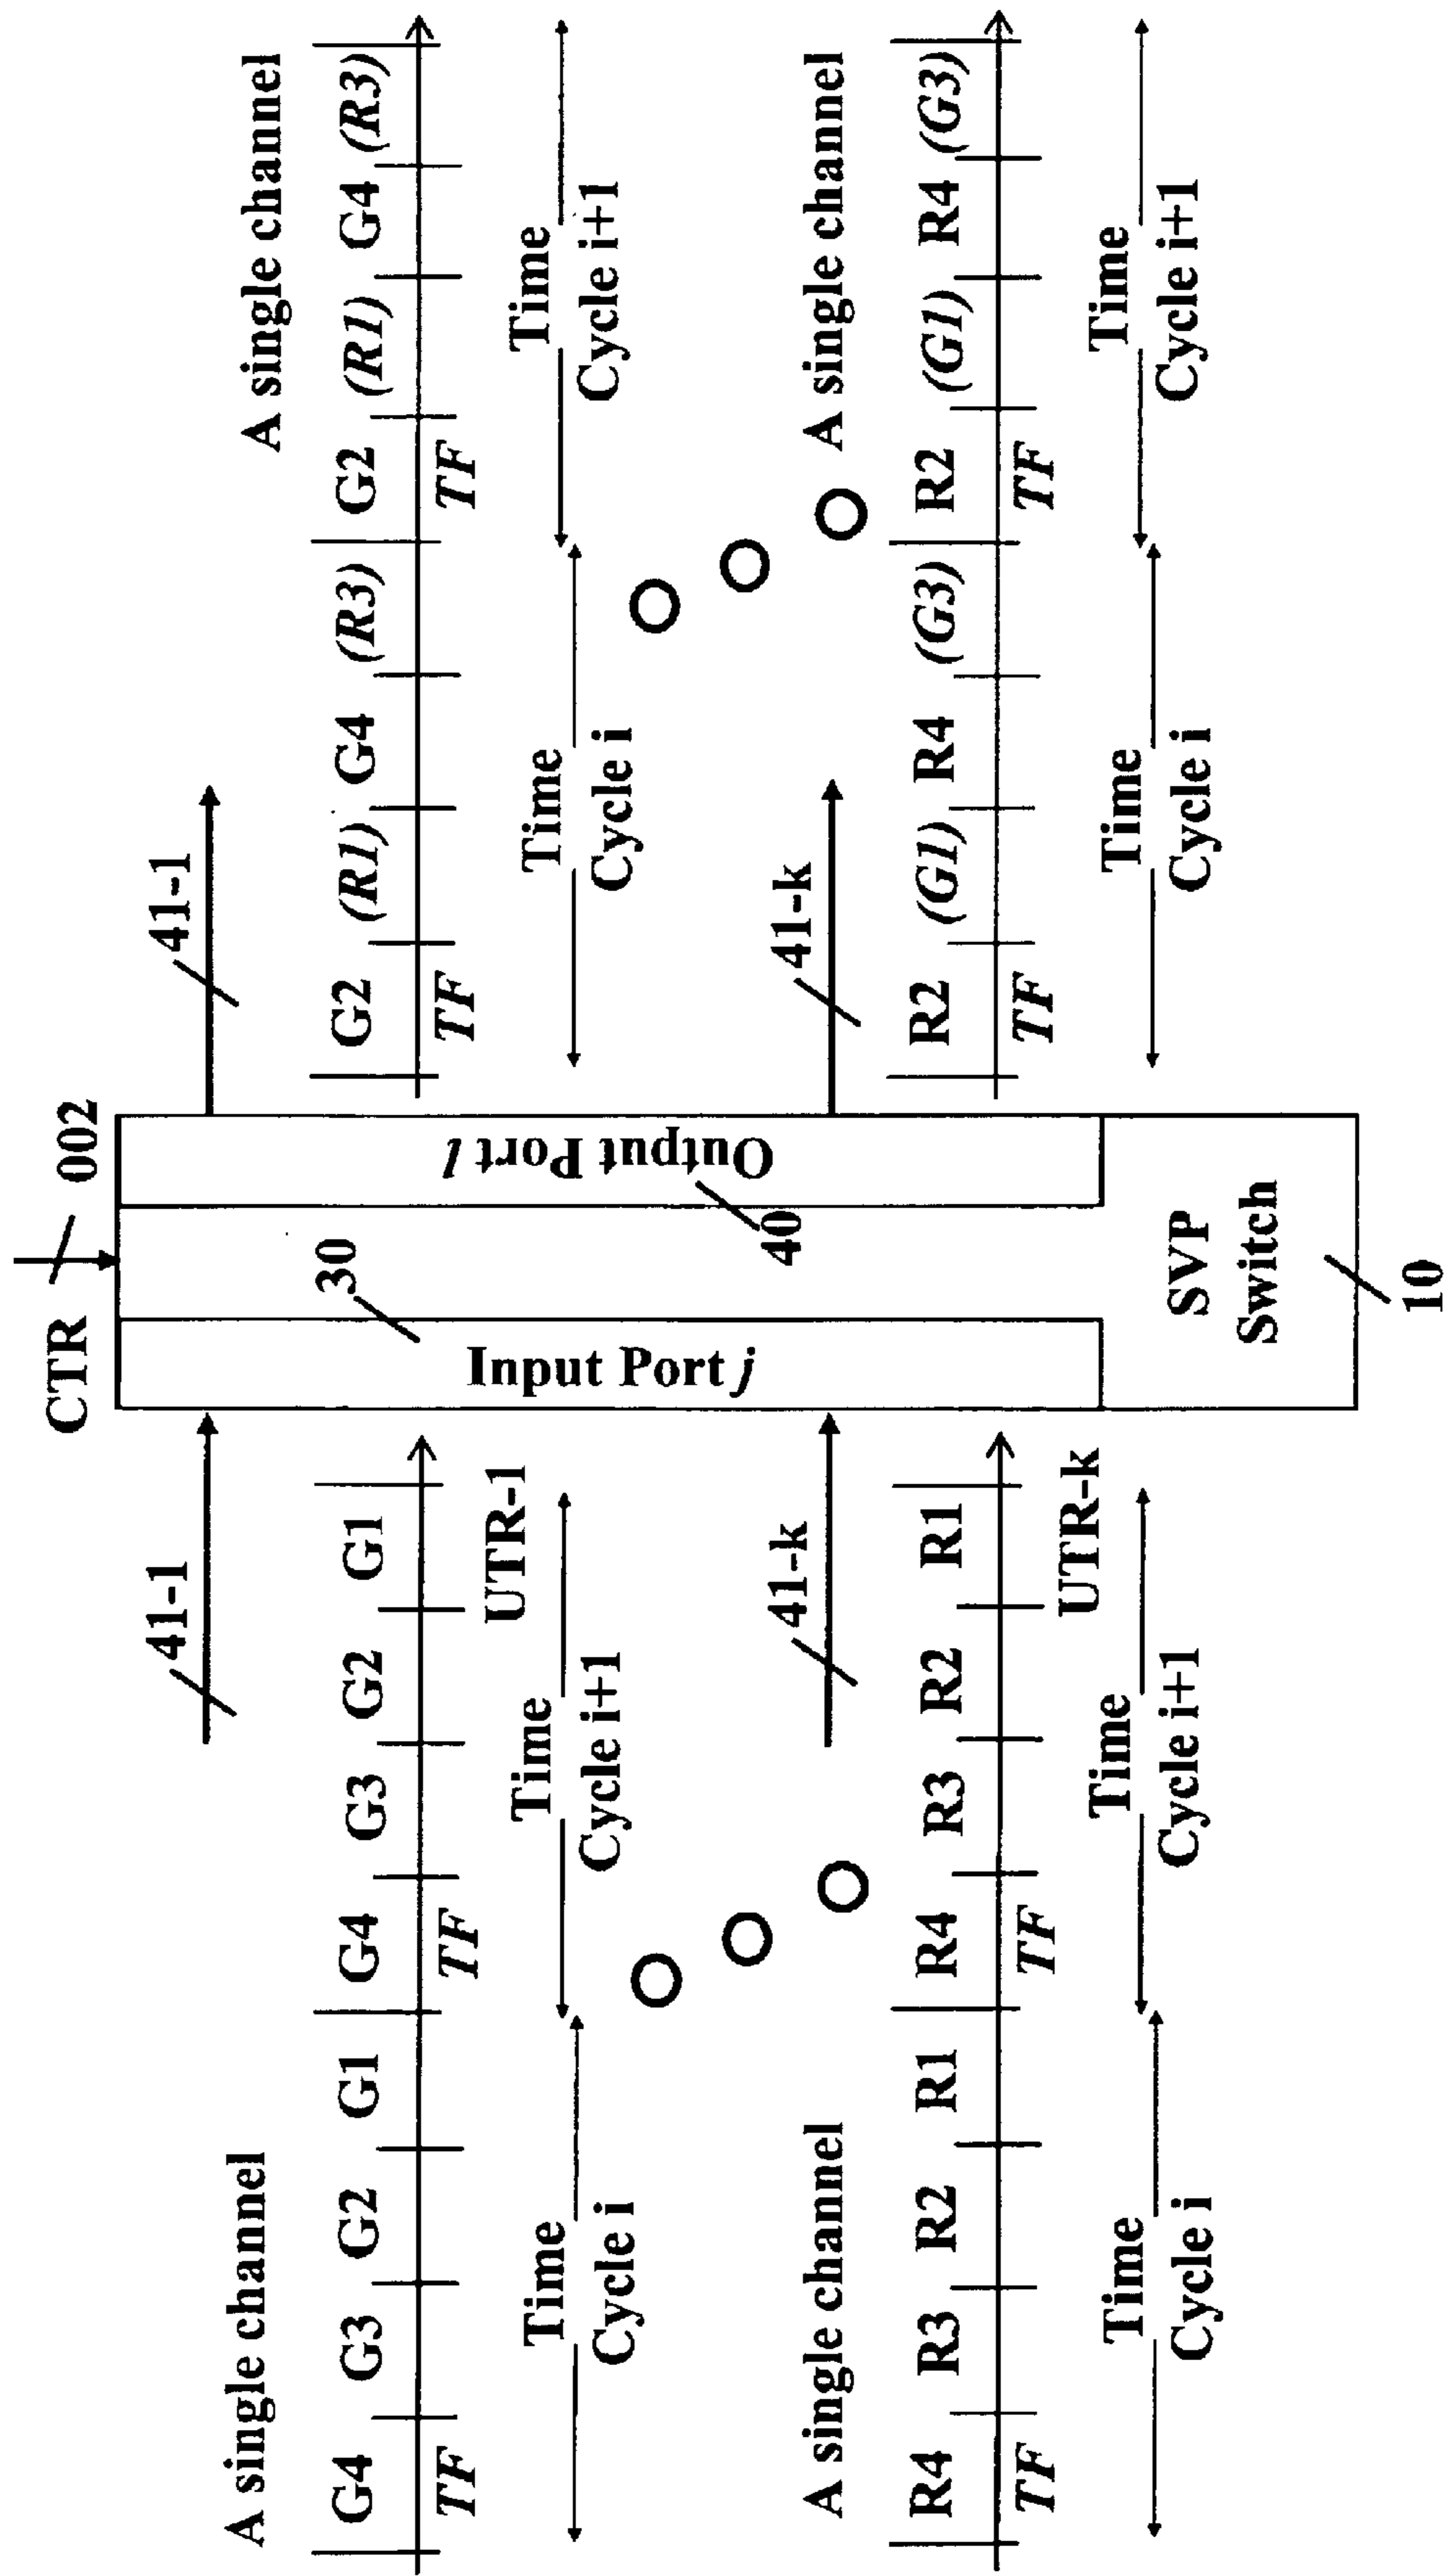 CTR
002
41-1
41-1
A single channel
A single channel
G4 G3 G2 G1 G4 G3 G2 G1
G2 (R1) G4 (R3) G2 (R1) G4 (R3)
TF TF
UTR-1
TF TF
Time
Cycle i
Time
Cycle i+1
Time
Cycle i
Time
Cycle i+1
30
Input Port j
Output Port l
40
41-k
41-k
A single channel
A single channel
R4 R3 R2 R1 R4 R3 R2 R1
R2 (G1) R4 (G3) R2 (G1) R4 (G3)
TF TF
UTR-k
TF TF
Time
Cycle i
Time
Cycle i+1
Time
Cycle i
Time
Cycle i+1
SVP
Switch
10